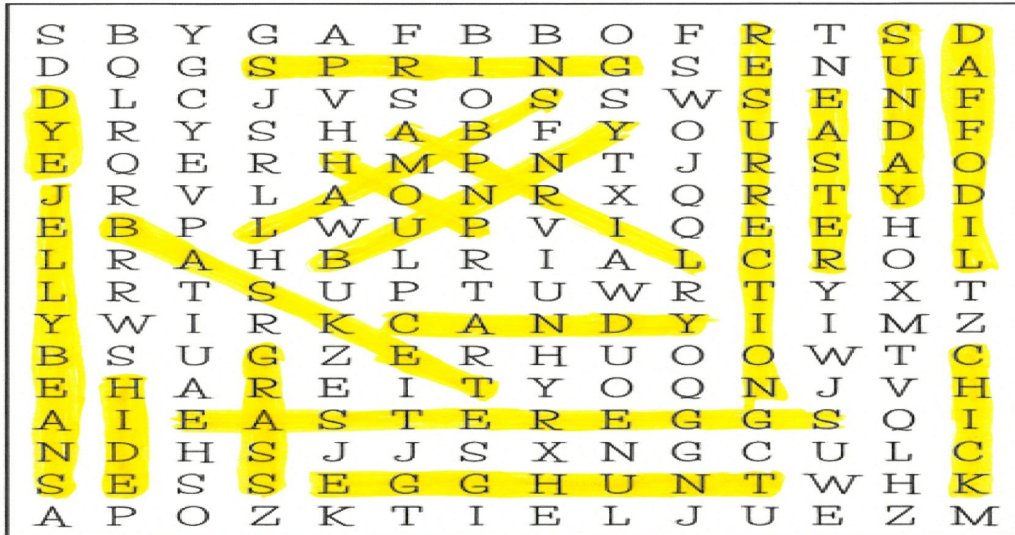 S B Y G A F B B O F R T S D
D Q G S P R I N G S E N U A
D L C J V S O S S W S E N F
Y R Y S H A B F Y O U A D F
E Q E R H M P N T J R S A O
J R V L A O N R X Q R T Y D
E B P L W U P V I Q E E H I
L R A H B L R I A L C R O L
L R T S U P T U W R T Y X T
Y W I R K C A N D Y I I M Z
B S U G Z E R H U O O W T C
E H A R E I T Y O Q N J V H
A I E A S T E R E G G S Q I
N D H S J J S X N G C U L C
S E S S E G G H U N T W H K
A P O Z K T I E L J U E Z M